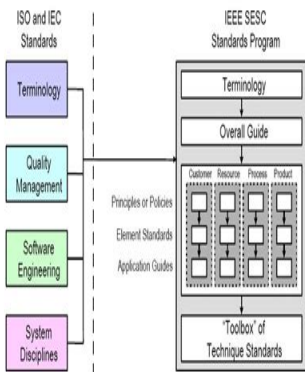 ISO and IEC
Standards
Terminology
Quality
Management
Software
Engineering
System
Disciplines
IEEE SESC
Standards Program
Terminology
Overall Guide
Customer Resource Process Product
Principles or Policies
Element Standards
Application Guides
"Toolbox" of
Technique Standards